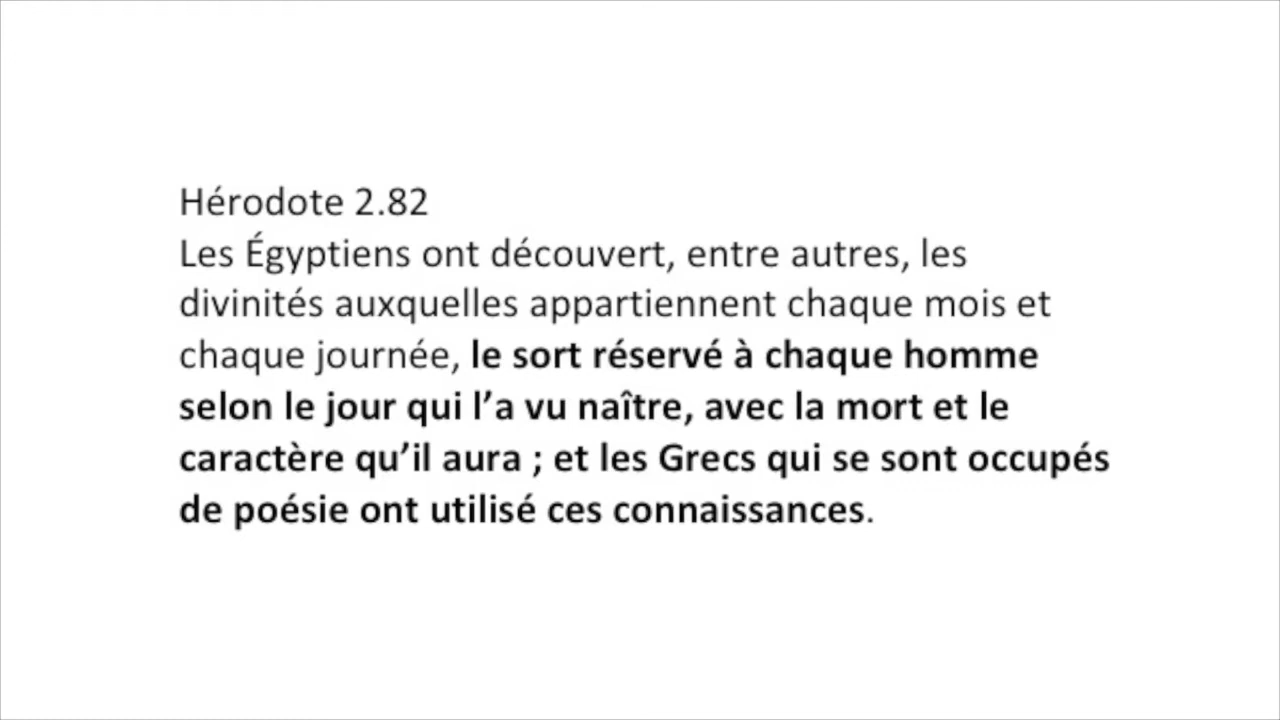 Hérodote 2.82
Les Égyptiens ont découvert, entre autres, les
divinités auxquelles appartiennent chaque mois et
chaque journée, le sort réservé à chaque homme
selon le jour qui l’a vu naître, avec la mort et le
caractère qu’il aura ; et les Grecs qui se sont occupés
de poésie ont utilisé ces connaissances.